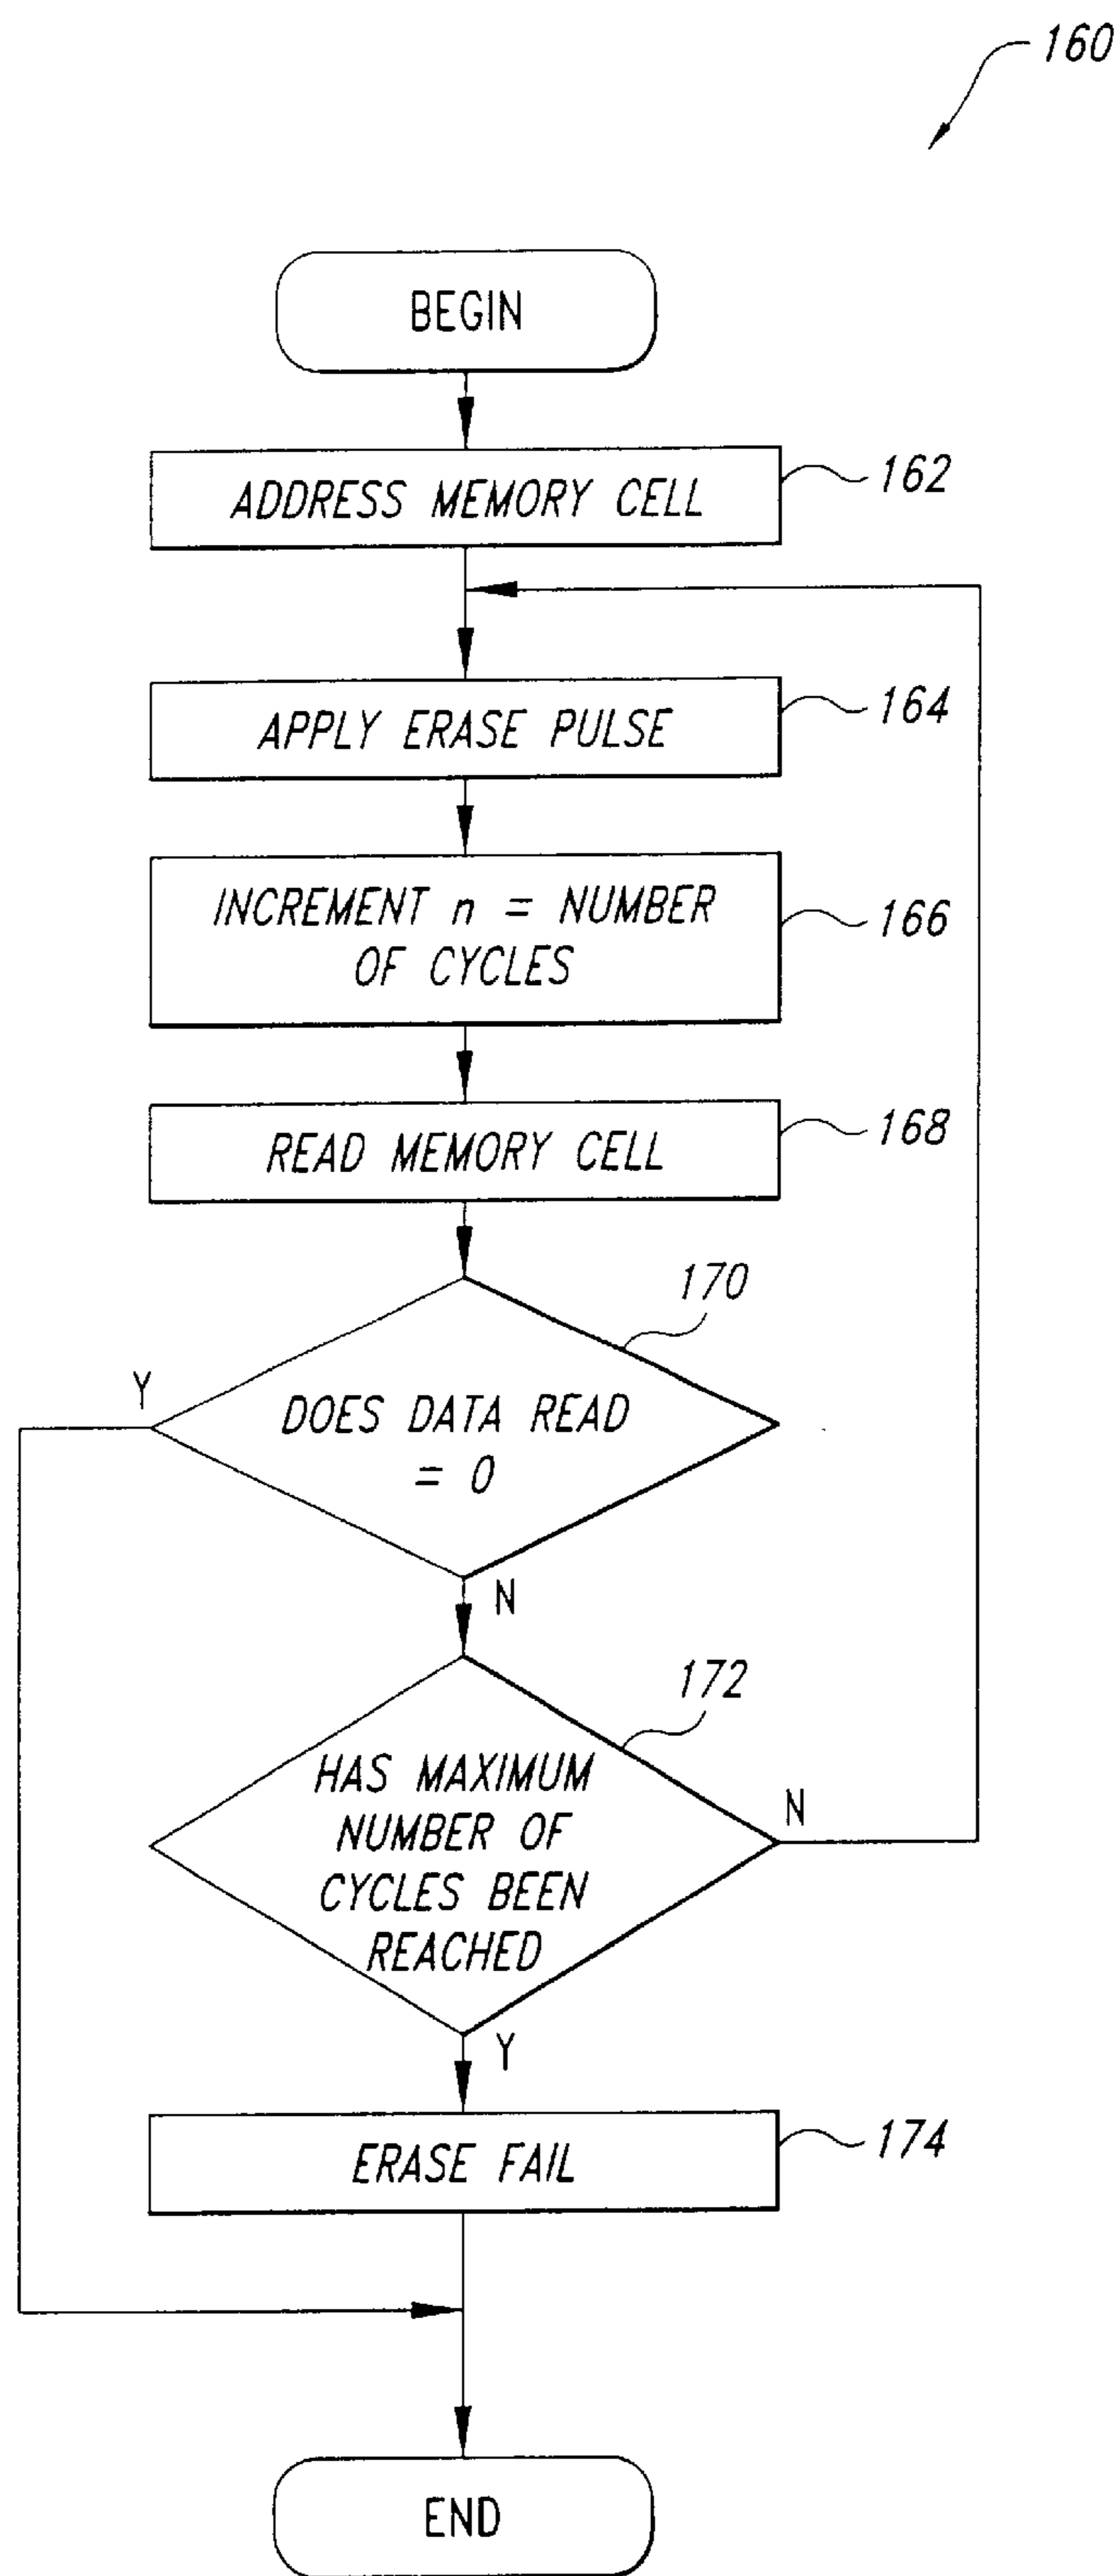 160
BEGIN
ADDRESS MEMORY CELL
162
APPLY ERASE PULSE
164
INCREMENT n = NUMBER
OF CYCLES
166
READ MEMORY CELL
168
170
Y
DOES DATA READ
= 0
N
172
HAS MAXIMUM
NUMBER OF
CYCLES BEEN
REACHED
N
Y
ERASE FAIL
174
END